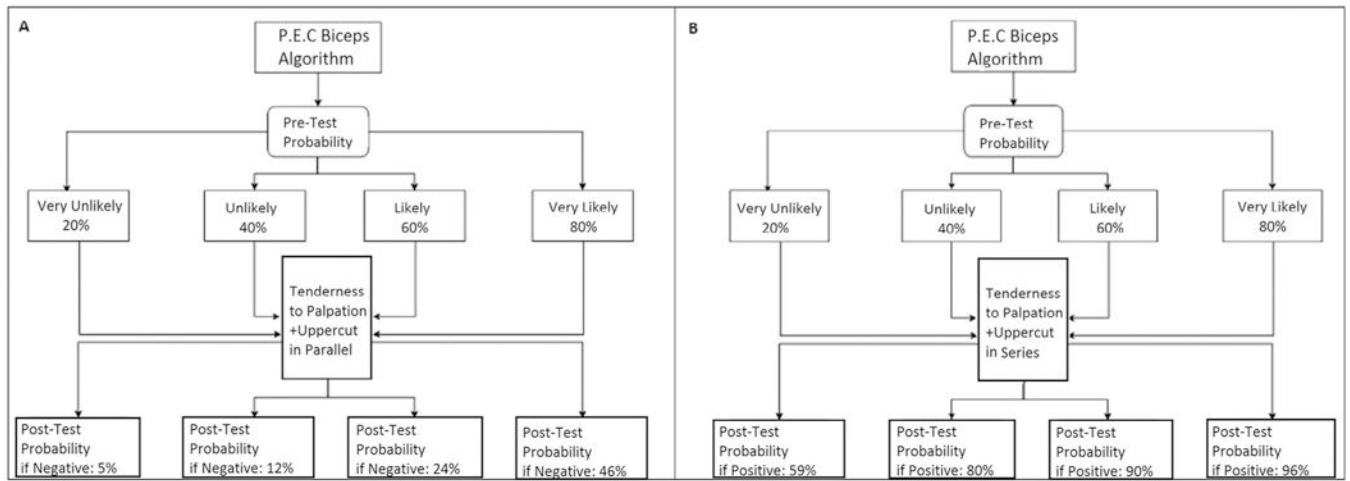 A
P.E.C Biceps
Algorithm
Pre-Test
Probability
Very Unlikely
20%
Unlikely
40%
Likely
60%
Very Likely
80%
Tenderness
to Palpation
+Uppercut
in Parallel
Post-Test
Probability
if Negative: 5%
Post-Test
Probability
if Negative: 12%
Post-Test
Probability
if Negative: 24%
Post-Test
Probability
if Negative: 46%
B
P.E.C Biceps
Algorithm
Pre-Test
Probability
Very Unlikely
20%
Unlikely
40%
Likely
60%
Very Likely
80%
Tenderness
to Palpation
+Uppercut
in Series
Post-Test
Probability
if Positive: 59%
Post-Test
Probability
if Positive: 80%
Post-Test
Probability
if Positive: 90%
Post-Test
Probability
if Positive: 96%